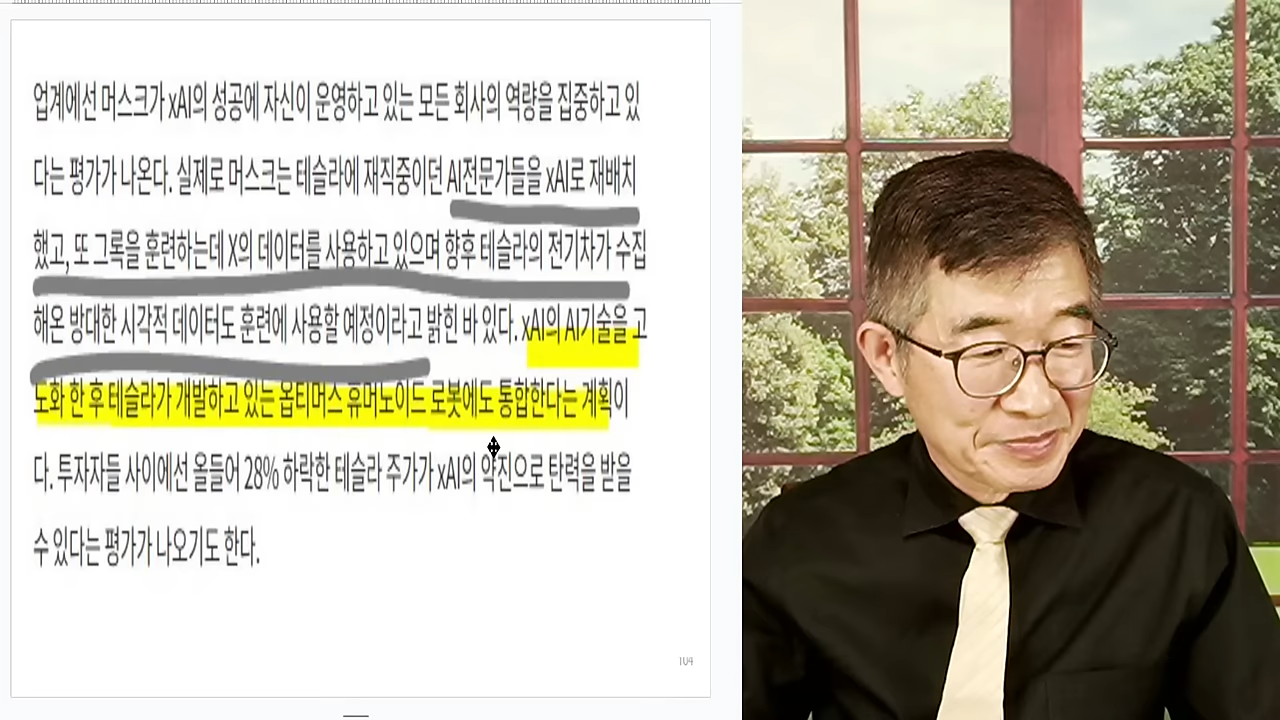 업계에선 머스크가 xAI의 성공에 자신이 운영하고 있는 모든 회사의 역량을 집중하고 있
다는 평가가 나온다. 실제로 머스크는 테슬라에 재직중이던 AI전문가들을 xAI로 재배치
했고, 또 그록을 훈련하는데 X의 데이터를 사용하고 있으며 향후 테슬라의 전기차가 수집
해온 방대한 시각적 데이터도 훈련에 사용할 예정이라고 밝힌 바 있다. xAI의 AI기술을 고
도화 한 후 테슬라가 개발하고 있는 옵티머스 휴머노이드 로봇에도 통합한다는 계획이
다. 투자자들 사이에선 올들어 28% 하락한 테슬라 주가가 xAI의 약진으로 탄력을 받을
수 있다는 평가가 나오기도 한다.
104